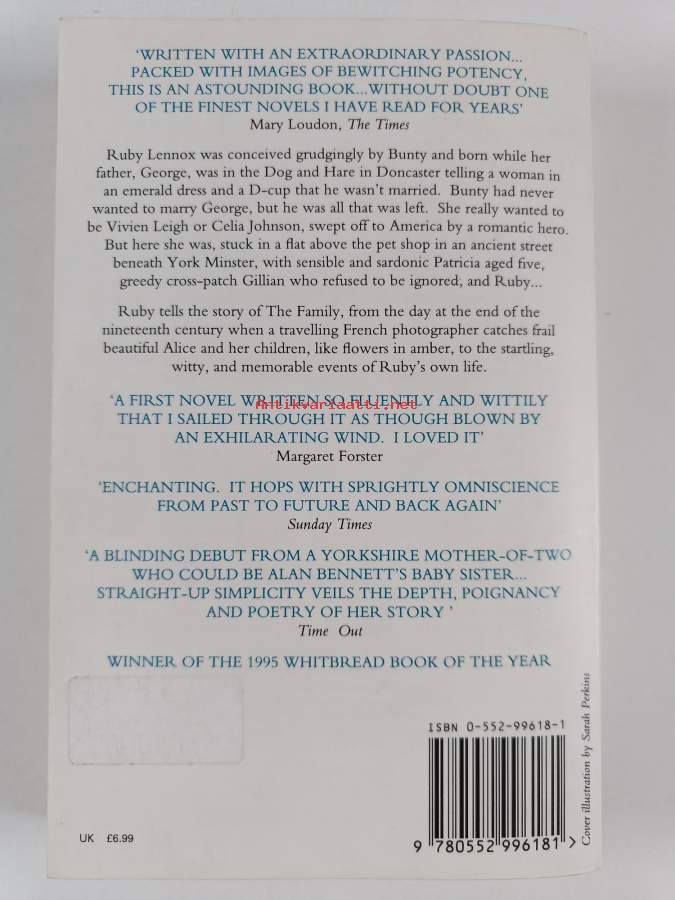 ‘WRITTEN WITH AN EXTRAORDINARY PASSION...
PACKED WITH IMAGES OF BEWITCHING POTENCY,
THIS IS AN ASTOUNDING BOOK...WITHOUT DOUBT ONE
OF THE FINEST NOVELS I HAVE READ FOR YEARS’
Mary Loudon, The Times
Ruby Lennox was conceived grudgingly by Bunty and born while her
father, George, was in the Dog and Hare in Doncaster telling a woman in
an emerald dress and a D-cup that he wasn’t married. Bunty had never
wanted to marry George, but he was all that was left. She really wanted to
be Vivien Leigh or Celia Johnson, swept off to America by a romantic hero.
But here she was, stuck in a flat above the pet shop in an ancient street
beneath York Minster, with sensible and sardonic Patricia aged five,
greedy cross-patch Gillian who refused to be ignored, and Ruby...
Ruby tells the story of The Family, from the day at the end of the
nineteenth century when a travelling French photographer catches frail
beautiful Alice and her children, like flowers in amber, to the startling,
witty, and memorable events of Ruby’s own life.
‘A FIRST NOVEL WRITTEN SO FLUENTLY AND WITTILY
Antikvariaatti.net
THAT I SAILED THROUGH IT AS THOUGH BLOWN BY
AN EXHILARATING WIND. I LOVED IT’
Margaret Forster
‘ENCHANTING. IT HOPS WITH SPRIGHTLY OMNISCIENCE
FROM PAST TO FUTURE AND BACK AGAIN’
Sunday Times
‘A BLINDING DEBUT FROM A YORKSHIRE MOTHER-OF-TWO
WHO COULD BE ALAN BENNETT’S BABY SISTER...
STRAIGHT-UP SIMPLICITY VEILS THE DEPTH, POIGNANCY
AND POETRY OF HER STORY ’
Time Out
WINNER OF THE 1995 WHITBREAD BOOK OF THE YEAR
ISBN 0-552-99618-1
9 780552 996181 >
Cover illustration by Sarah Perkins
UK £6.99